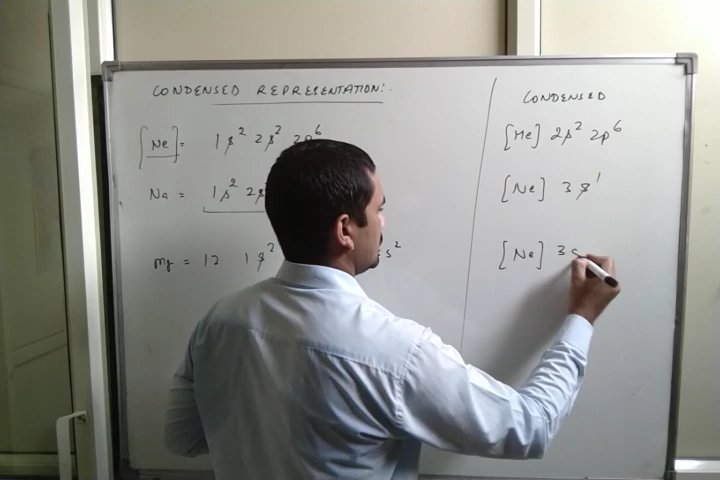 CONDENSED REPRESENTATION:.
[Ne] = 1s² 2s² 2p⁶
Na = 1s² 2s
Mg = 12 1s² s²
CONDENSED
[He] 2s² 2p⁶
[Ne] 3s¹
[Ne] 3s